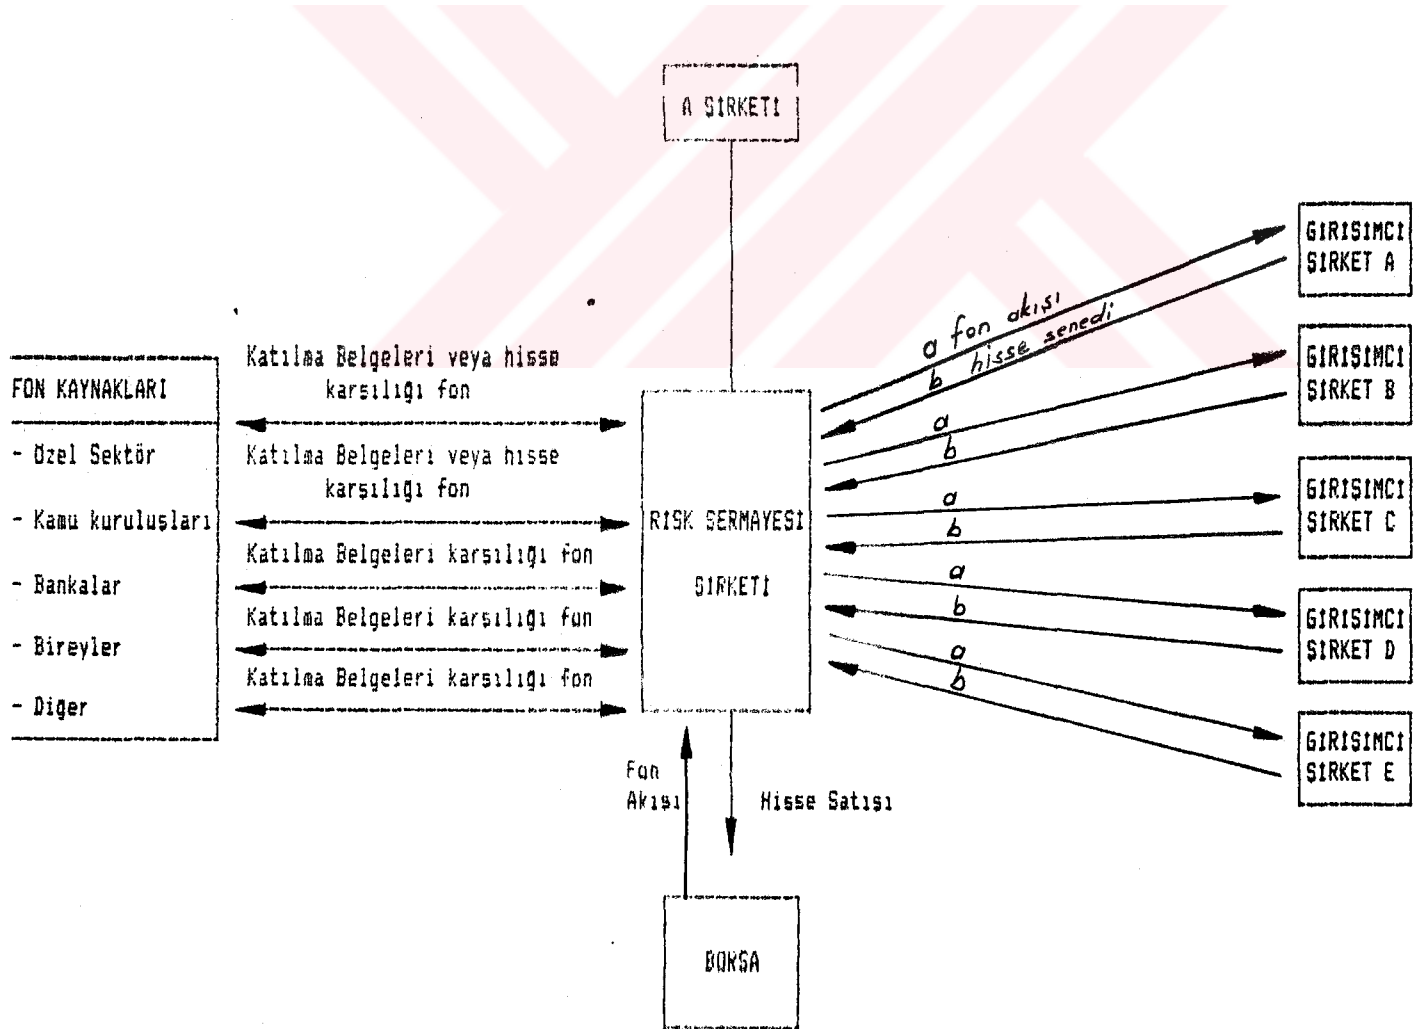 A ŞİRKETİ
FON KAYNAKLARI
- Özel Sektör
- Kamu kuruluşları
- Bankalar
- Bireyler
- Diğer
Katılma Belgeleri veya hisse
karşılığı fon
Katılma Belgeleri veya hisse
karşılığı fon
Katılma Belgeleri karşılığı fon
Katılma Belgeleri karşılığı fon
Katılma Belgeleri karşılığı fon
RİSK SERMAYESİ
ŞİRKETİ
a fon akışı
b hisse senedi
a
b
a
b
a
b
a
b
GİRİŞİMCİ
ŞİRKET A
GİRİŞİMCİ
ŞİRKET B
GİRİŞİMCİ
ŞİRKET C
GİRİŞİMCİ
ŞİRKET D
GİRİŞİMCİ
ŞİRKET E
Fon
Akışı
Hisse Satışı
BORSA